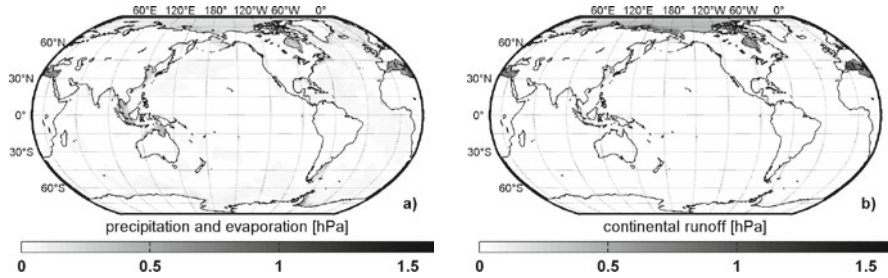 60°E 120°E 180° 120°W 60°W 0°
60°N
30°N
0°
30°S
60°S
a)
precipitation and evaporation [hPa]
0 0.5 1 1.5
60°E 120°E 180° 120°W 60°W 0°
60°N
30°N
0°
30°S
60°S
b)
continental runoff [hPa]
0 0.5 1 1.5